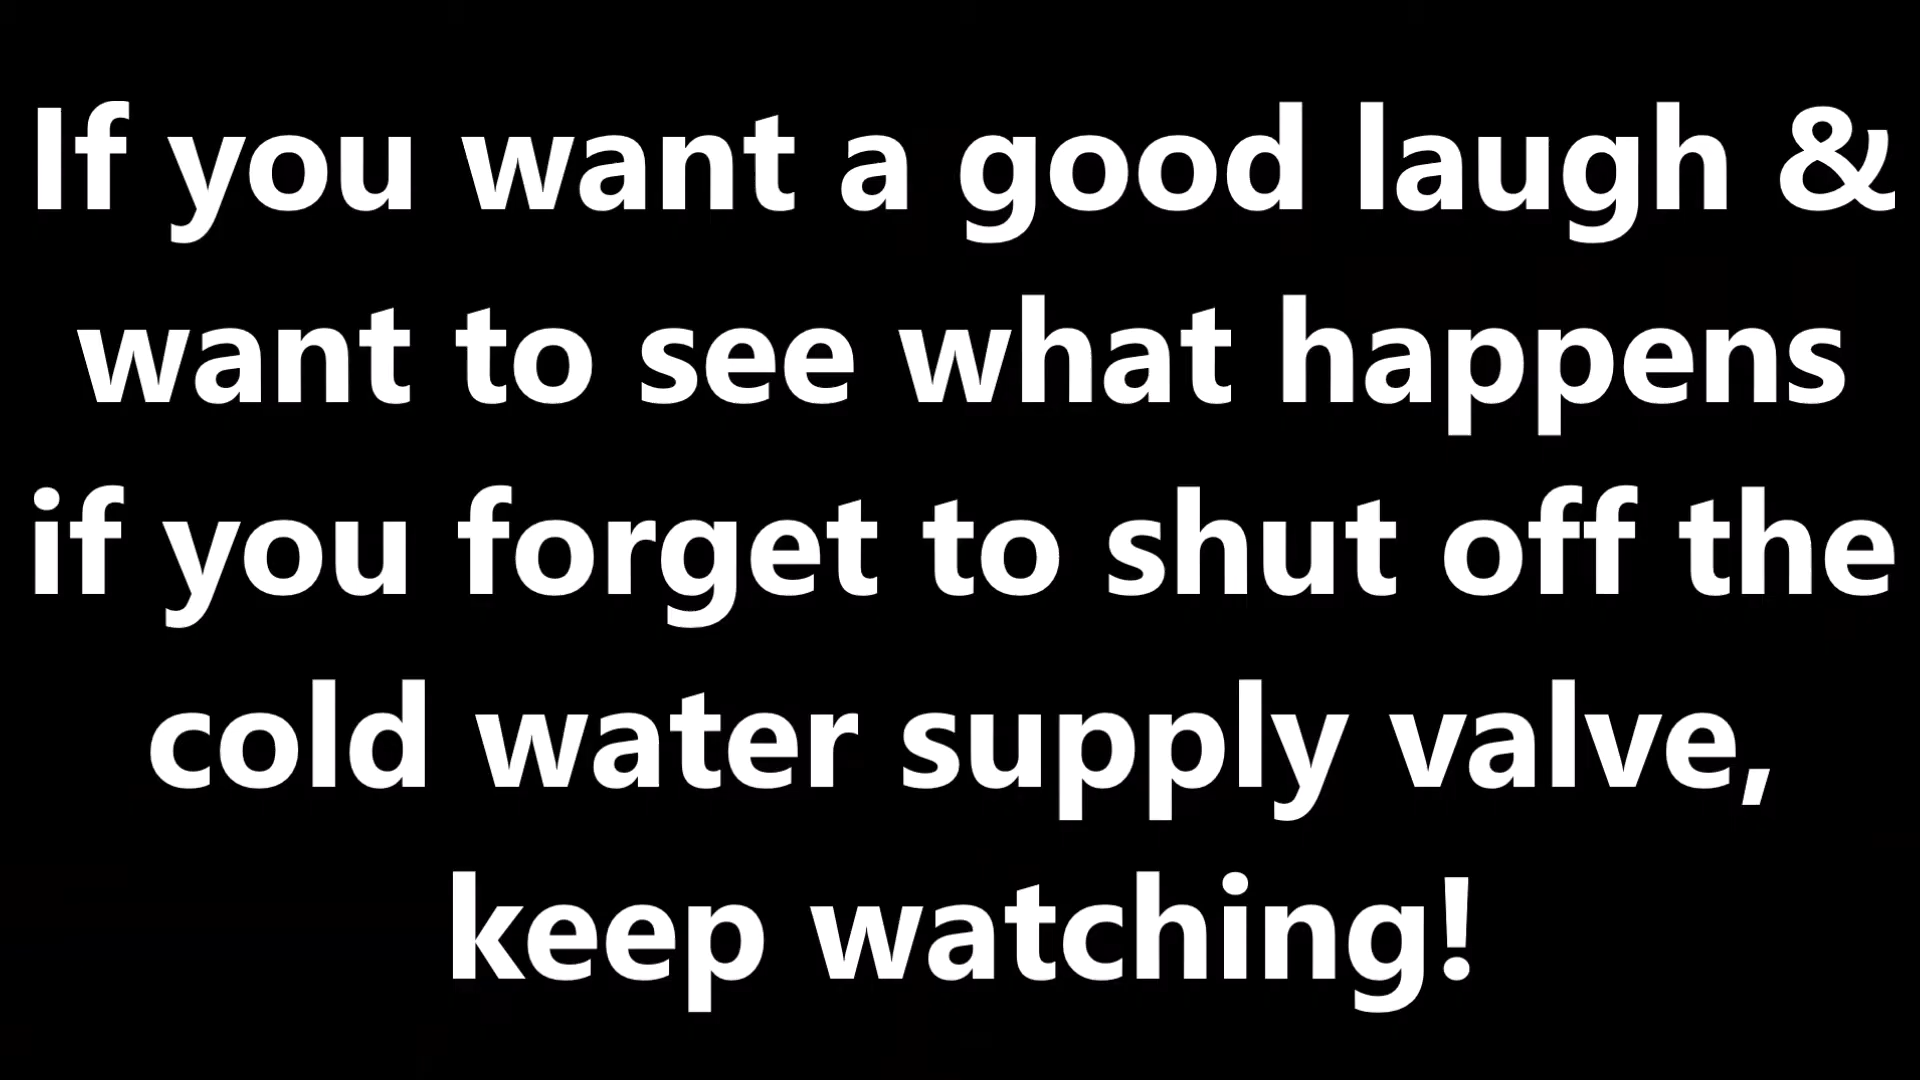 If you want a good laugh &
want to see what happens
if you forget to shut off the
cold water supply valve,
keep watching!